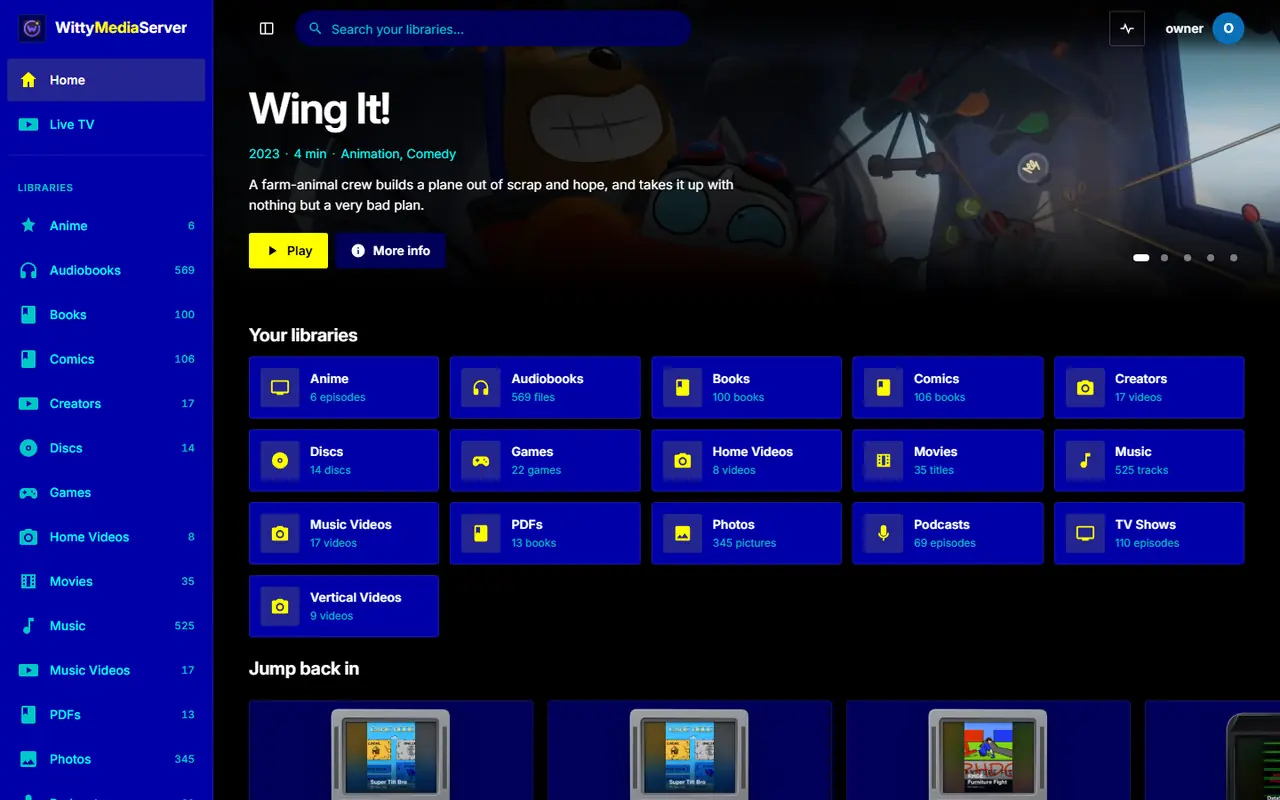 WittyMediaServer
Search your libraries...
owner
O
Home
Live TV
LIBRARIES
Anime 6
Audiobooks 569
Books 100
Comics 106
Creators 17
Discs 14
Games
Home Videos 8
Movies 35
Music 525
Music Videos 17
PDFs 13
Photos 345
Wing It!
2023 · 4 min · Animation, Comedy
A farm-animal crew builds a plane out of scrap and hope, and takes it up with
nothing but a very bad plan.
Play
More info
Your libraries
Anime
6 episodes
Audiobooks
569 files
Books
100 books
Comics
106 books
Creators
17 videos
Discs
14 discs
Games
22 games
Home Videos
8 videos
Movies
35 titles
Music
525 tracks
Music Videos
17 videos
PDFs
13 books
Photos
345 pictures
Podcasts
69 episodes
TV Shows
110 episodes
Vertical Videos
9 videos
Jump back in
Super Tilt Bro
Super Tilt Bro
Furniture Fight